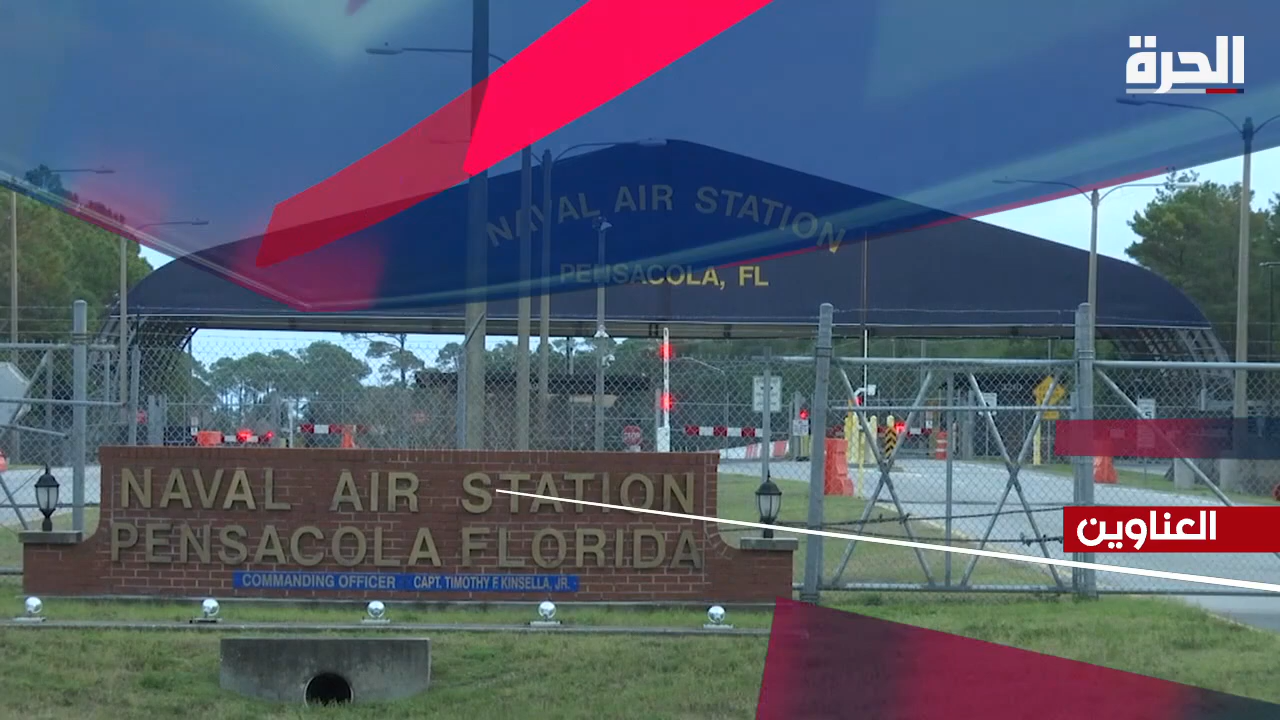 الحرة
NAVAL AIR STATION
PENSACOLA, FL
العناوين
NAVAL AIR STATION
PENSACOLA FLORIDA
COMMANDING OFFICER CAPT. TIMOTHY F. KINSELLA, JR.